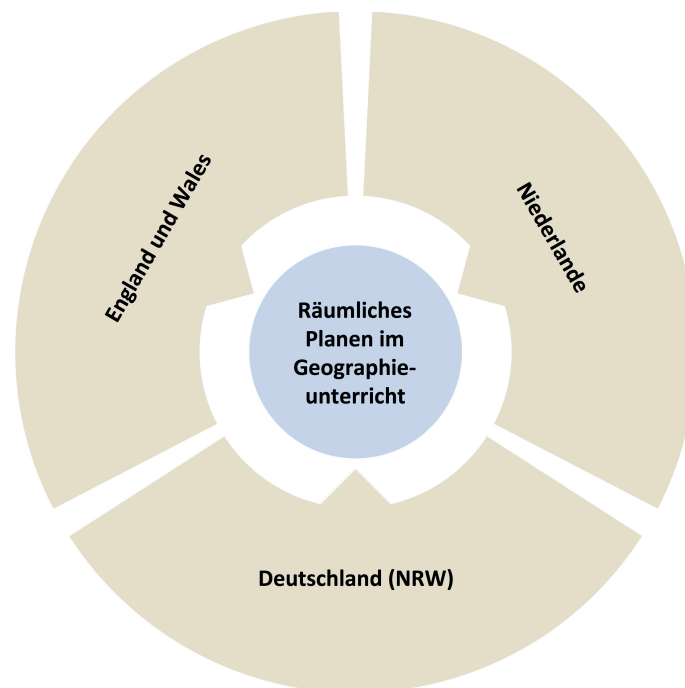 England und Wales
Niederlande
Räumliches
Planen im
Geographie-
unterricht
Deutschland (NRW)